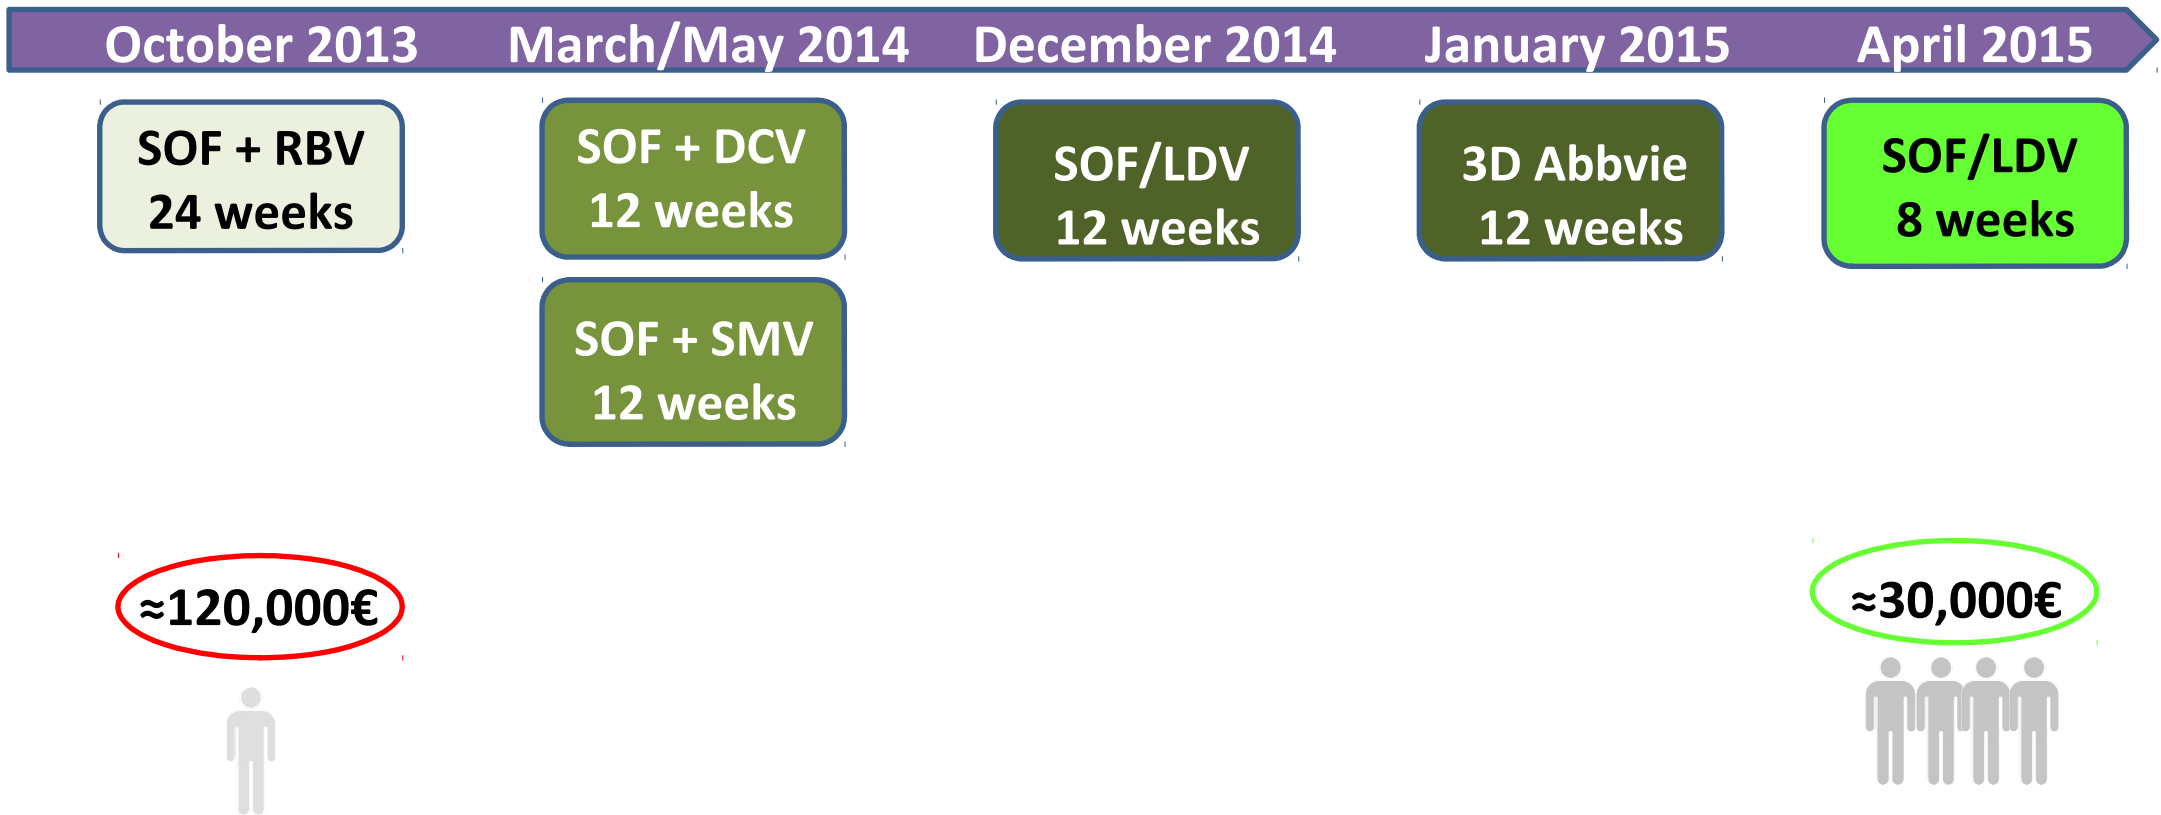 October 2013 March/May 2014 December 2014 January 2015 April 2015
SOF + RBV
24 weeks
SOF + DCV
12 weeks
SOF + SMV
12 weeks
SOF/LDV
12 weeks
3D Abbvie
12 weeks
SOF/LDV
8 weeks
≈120,000€
≈30,000€